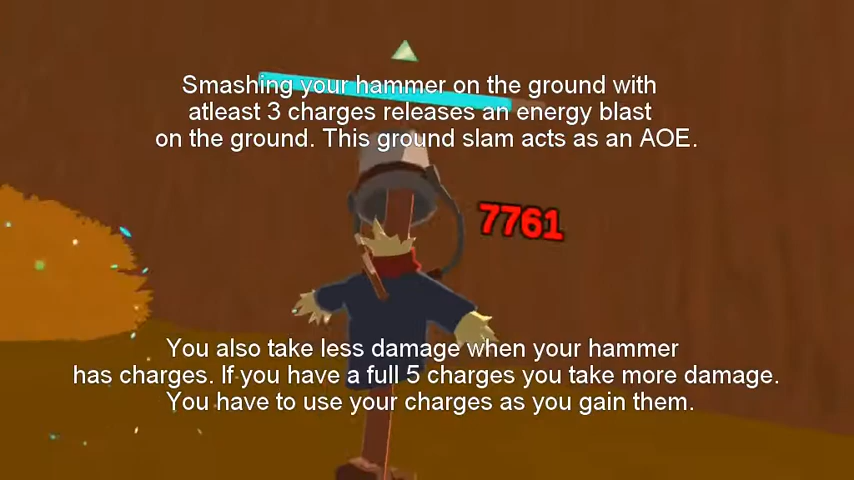 Smashing your hammer on the ground with
atleast 3 charges releases an energy blast
on the ground. This ground slam acts as an AOE.
7761
You also take less damage when your hammer
has charges. If you have a full 5 charges you take more damage.
You have to use your charges as you gain them.